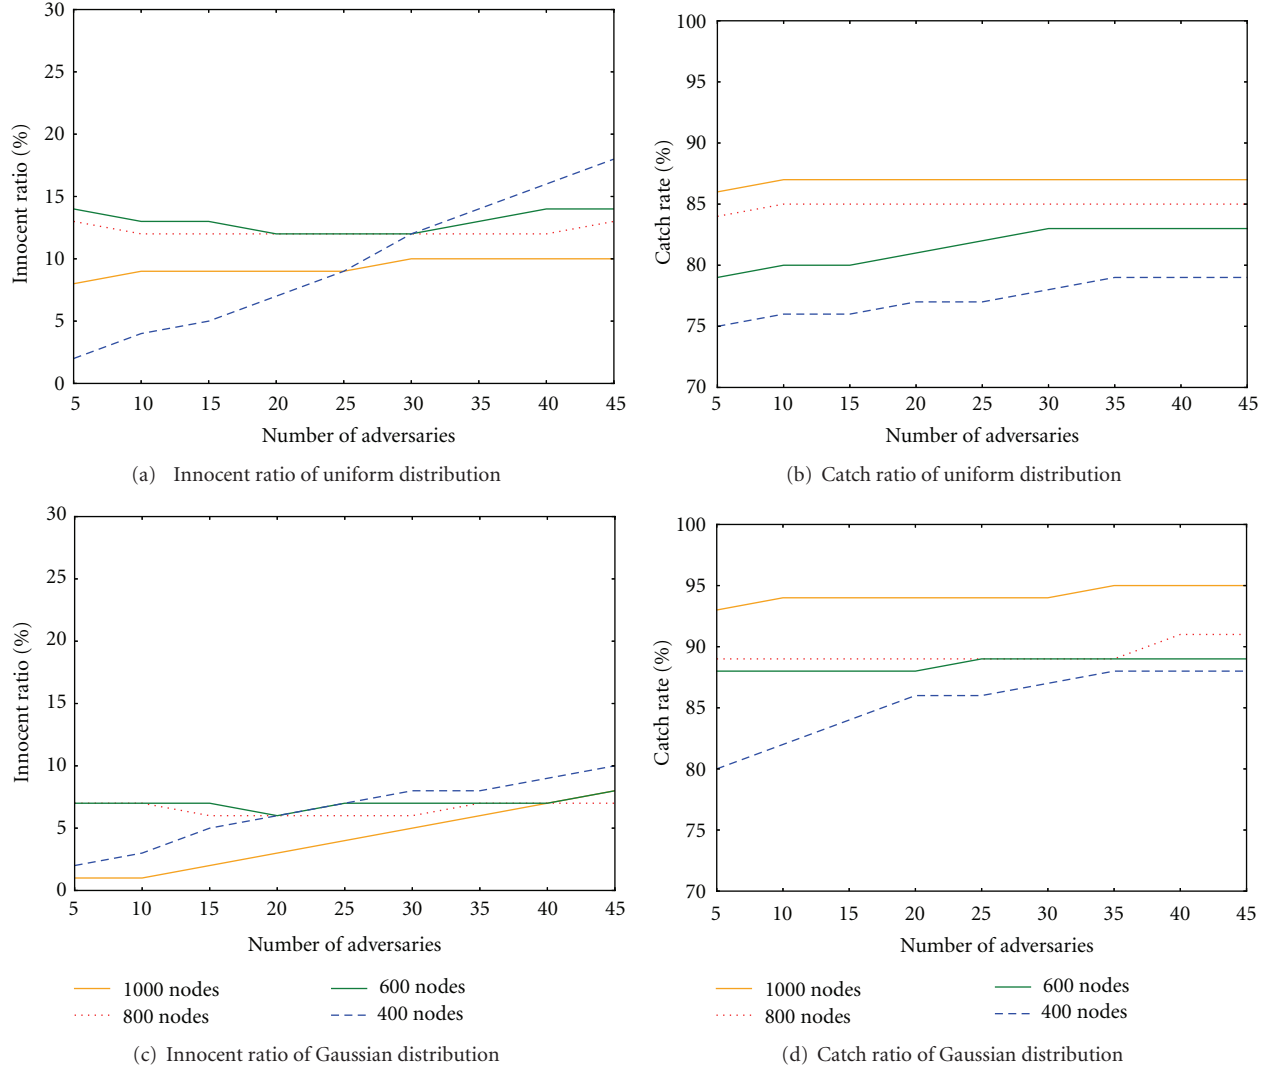 30
25
20
15
10
5
0
Innocent ratio (%)
5 10 15 20 25 30 35 40 45
Number of adversaries
(a) Innocent ratio of uniform distribution
100
95
90
85
80
75
70
Catch rate (%)
5 10 15 20 25 30 35 40 45
Number of adversaries
(b) Catch ratio of uniform distribution
30
25
20
15
10
5
0
Innocent ratio (%)
5 10 15 20 25 30 35 40 45
Number of adversaries
1000 nodes
800 nodes
600 nodes
400 nodes
(c) Innocent ratio of Gaussian distribution
100
95
90
85
80
75
70
Catch rate (%)
5 10 15 20 25 30 35 40 45
Number of adversaries
1000 nodes
800 nodes
600 nodes
400 nodes
(d) Catch ratio of Gaussian distribution